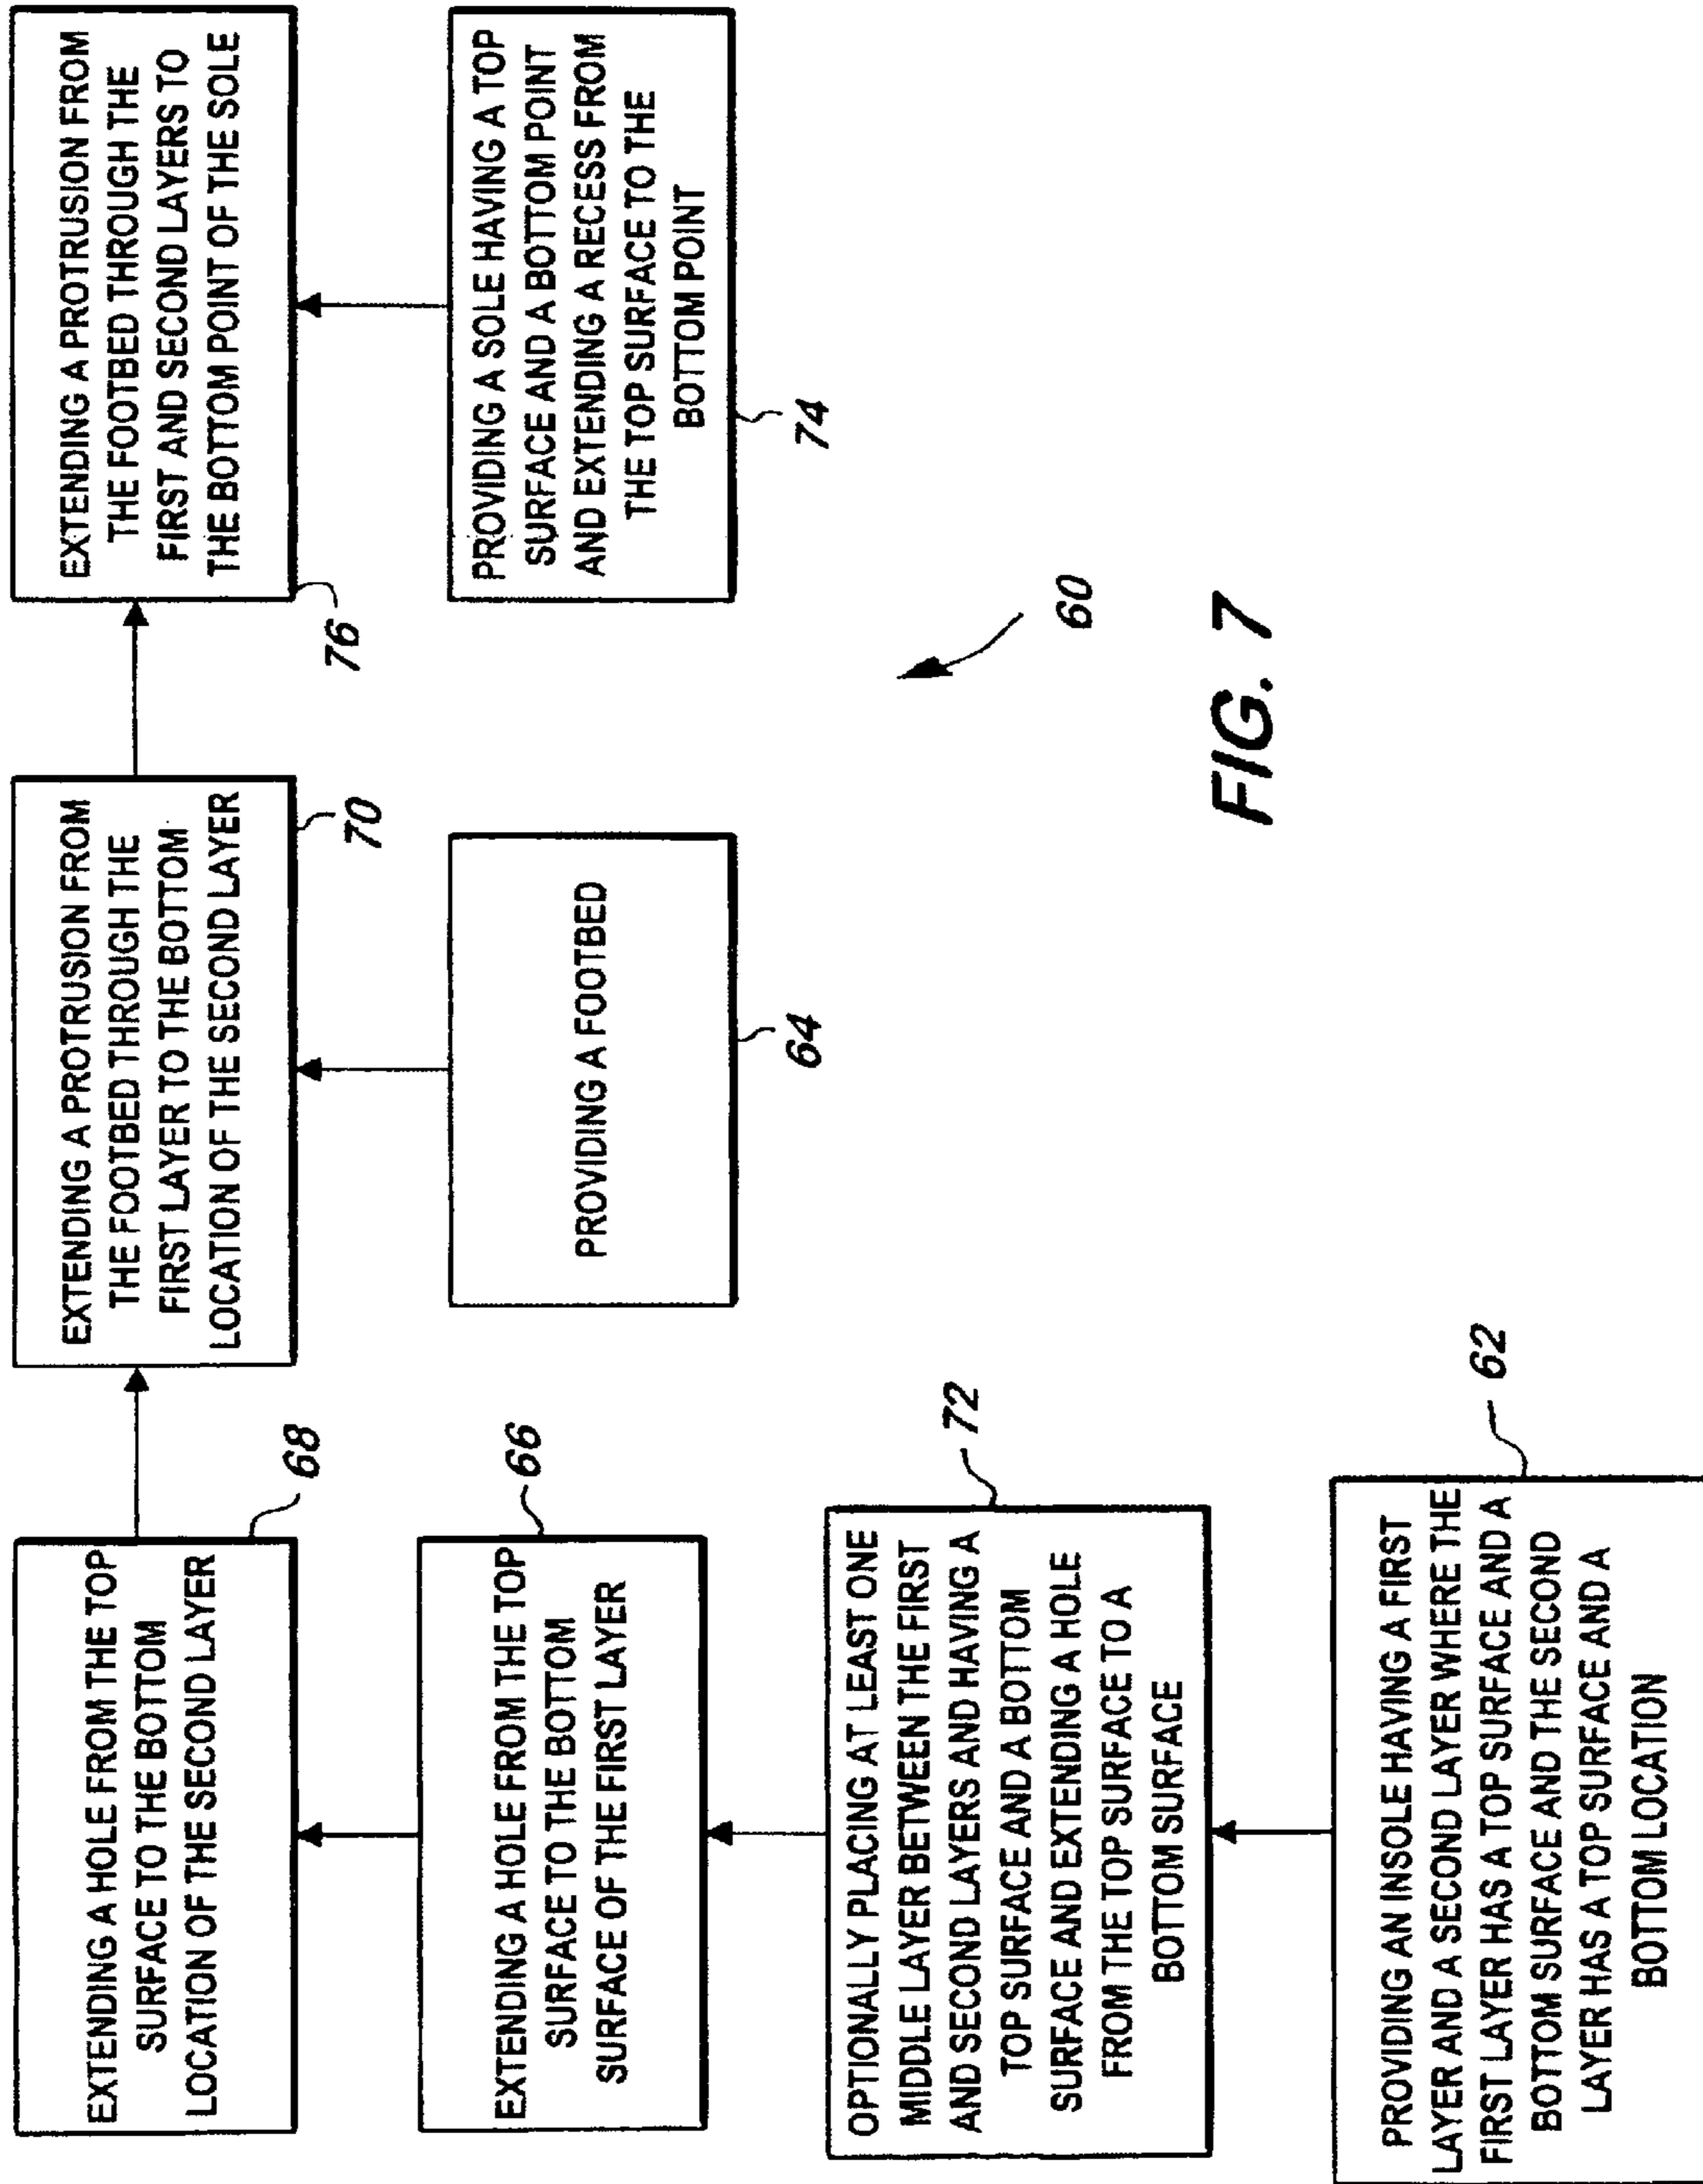 EXTENDING A HOLE FROM THE TOP
SURFACE TO THE BOTTOM
LOCATION OF THE SECOND LAYER
68
EXTENDING A PROTRUSION FROM
THE FOOTBED THROUGH THE
FIRST LAYER TO THE BOTTOM
LOCATION OF THE SECOND LAYER
70
EXTENDING A PROTRUSION FROM
THE FOOTBED THROUGH THE
FIRST AND SECOND LAYERS TO
THE BOTTOM POINT OF THE SOLE
76
EXTENDING A HOLE FROM THE TOP
SURFACE TO THE BOTTOM
SURFACE OF THE FIRST LAYER
66
PROVIDING A FOOTBED
64
PROVIDING A SOLE HAVING A TOP
SURFACE AND A BOTTOM POINT
AND EXTENDING A RECESS FROM
THE TOP SURFACE TO THE
BOTTOM POINT
74
OPTIONALLY PLACING AT LEAST ONE
MIDDLE LAYER BETWEEN THE FIRST
AND SECOND LAYERS AND HAVING A
TOP SURFACE AND A BOTTOM
SURFACE AND EXTENDING A HOLE
FROM THE TOP SURFACE TO A
BOTTOM SURFACE
72
60
PROVIDING AN INSOLE HAVING A FIRST
LAYER AND A SECOND LAYER WHERE THE
FIRST LAYER HAS A TOP SURFACE AND A
BOTTOM SURFACE AND THE SECOND
LAYER HAS A TOP SURFACE AND A
BOTTOM LOCATION
62
FIG. 7